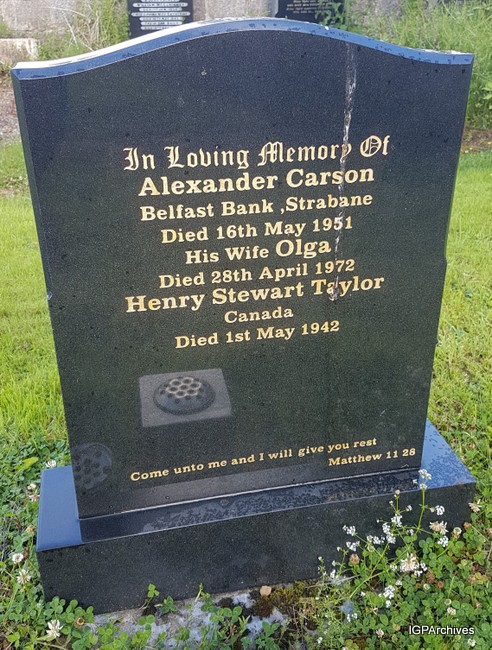 In Loving Memory Of
Alexander Carson
Belfast Bank ,Strabane
Died 16th May 1951
His Wife Olga
Died 28th April 1972
Henry Stewart Taylor
Canada
Died 1st May 1942
Come unto me and I will give you rest
Matthew 11 28
IGPArchives